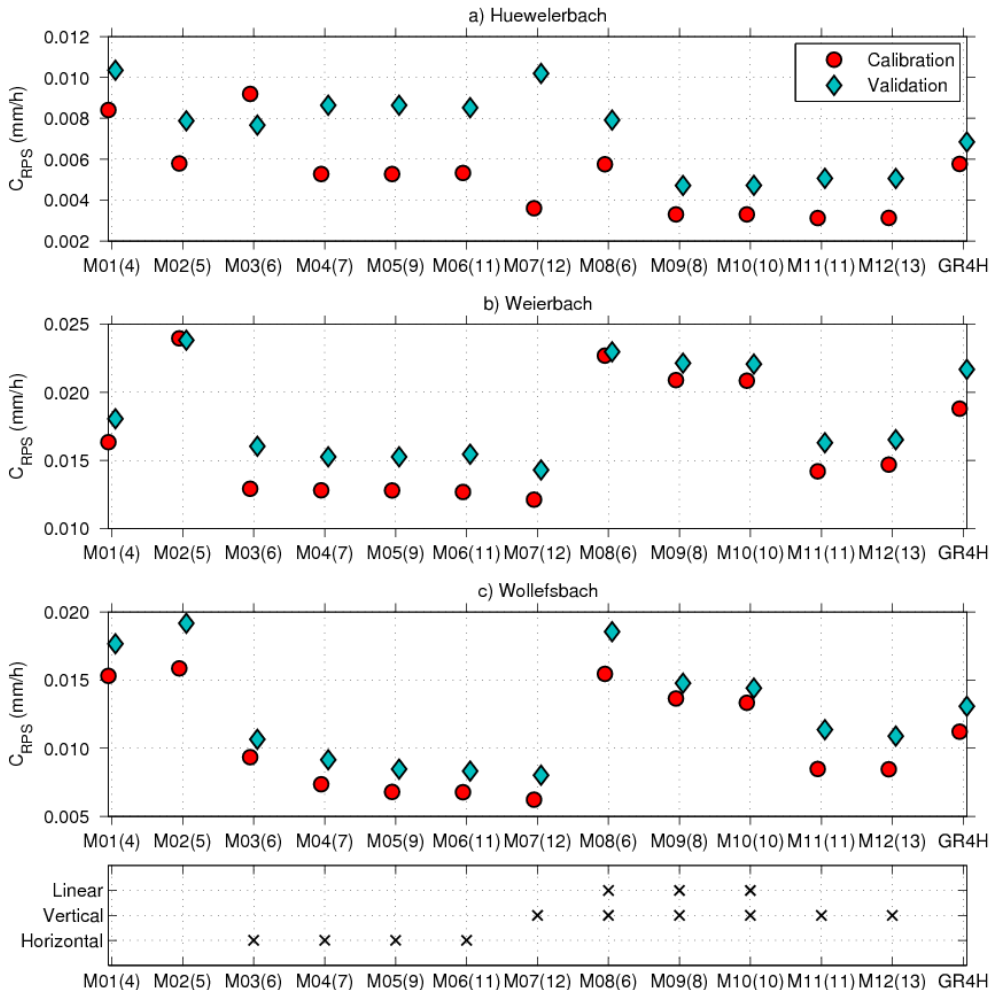 a) Huewelerbach
0.012
0.010
0.008
0.006
0.004
0.002
C_RPS (mm/h)
Calibration
Validation
M01(4) M02(5) M03(6) M04(7) M05(9) M06(11) M07(12) M08(6) M09(8) M10(10) M11(11) M12(13) GR4H
b) Weierbach
0.025
0.020
0.015
0.010
C_RPS (mm/h)
M01(4) M02(5) M03(6) M04(7) M05(9) M06(11) M07(12) M08(6) M09(8) M10(10) M11(11) M12(13) GR4H
c) Wollefsbach
0.020
0.015
0.010
0.005
C_RPS (mm/h)
M01(4) M02(5) M03(6) M04(7) M05(9) M06(11) M07(12) M08(6) M09(8) M10(10) M11(11) M12(13) GR4H
Linear
Vertical
Horizontal
M01(4) M02(5) M03(6) M04(7) M05(9) M06(11) M07(12) M08(6) M09(8) M10(10) M11(11) M12(13) GR4H